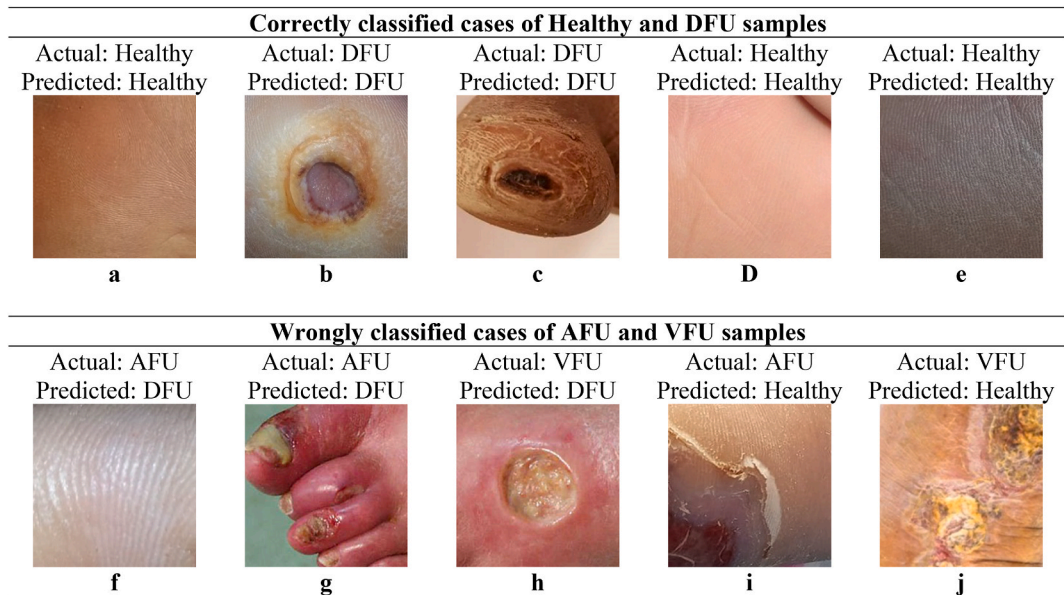 Correctly classified cases of Healthy and DFU samples
Actual: Healthy Actual: DFU Actual: DFU Actual: Healthy Actual: Healthy
Predicted: Healthy Predicted: DFU Predicted: DFU Predicted: Healthy Predicted: Healthy
a b c D e
Wrongly classified cases of AFU and VFU samples
Actual: AFU Actual: AFU Actual: VFU Actual: AFU Actual: VFU
Predicted: DFU Predicted: DFU Predicted: DFU Predicted: Healthy Predicted: Healthy
f g h i j